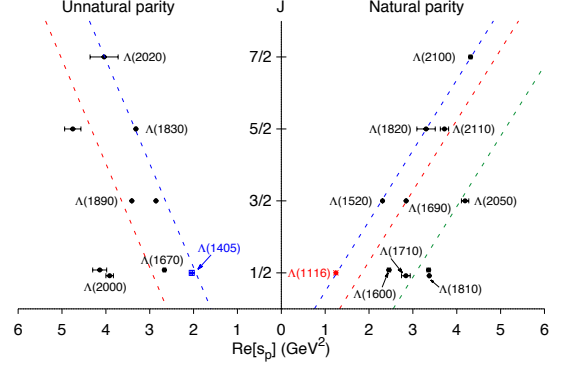 Unnatural parity J Natural parity
Λ(2020) 7/2 Λ(2100)
Λ(1830) 5/2 Λ(1820) Λ(2110)
Λ(1890) 3/2 Λ(1520) Λ(1690) Λ(2050)
Λ(1405)
Λ(1670) Λ(1710)
1/2 Λ(1116)
Λ(2000) Λ(1600) Λ(1810)
6 5 4 3 2 1 0 1 2 3 4 5 6
Re[s_p] (GeV^2)